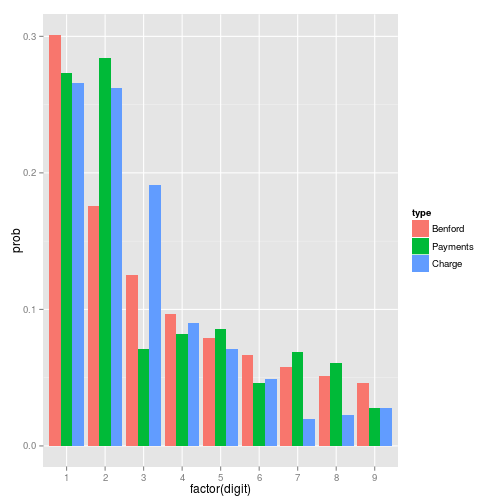 0.3
0.2
0.1
0.0
prob
1 2 3 4 5 6 7 8 9
factor(digit)
type
Benford
Payments
Charge